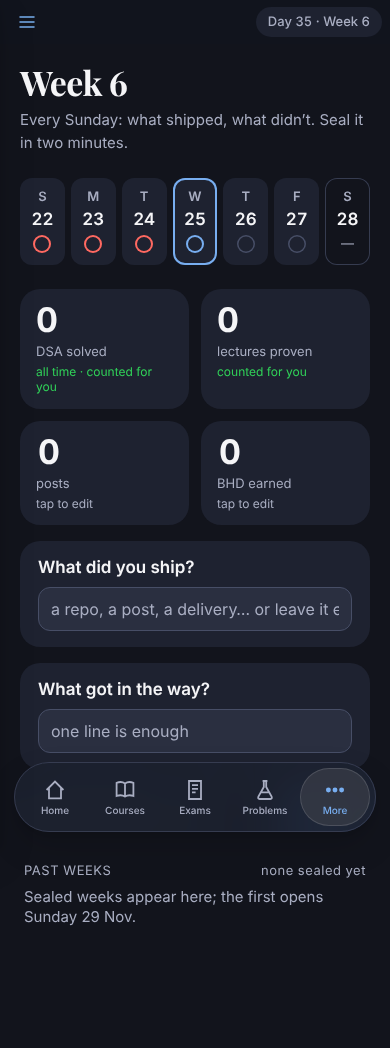 Day 35 · Week 6
Week 6
Every Sunday: what shipped, what didn't. Seal it
in two minutes.
S M T W T F S
22 23 24 25 26 27 28
0
DSA solved
all time · counted for
you
0
lectures proven
counted for you
0
posts
tap to edit
0
BHD earned
tap to edit
What did you ship?
a repo, a post, a delivery... or leave it e
What got in the way?
one line is enough
Home Courses Exams Problems More
PAST WEEKS none sealed yet
Sealed weeks appear here; the first opens
Sunday 29 Nov.